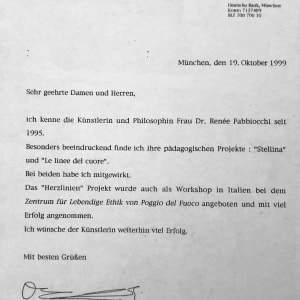 Deutsche Bank, München
Konto 7137409
BLZ 700 700 10
München, den 19. Oktober 1999
Sehr geehrte Damen und Herren,
ich kenne die Künstlerin und Philosophin Frau Dr. Renée Fabbiocchi seit
1995.
Besonders beeindruckend finde ich ihre pädagogischen Projekte : "Stellina"
und "Le linee del cuore".
Bei beiden habe ich mitgewirkt.
Das "Herzlinien" Projekt wurde auch als Workshop in Italien bei dem
Zentrum für Lebendige Ethik von Poggio del Fuoco angeboten und mit viel
Erfolg angenommen.
Ich wünsche der Künstlerin weiterhin viel Erfolg.
Mit besten Grüßen